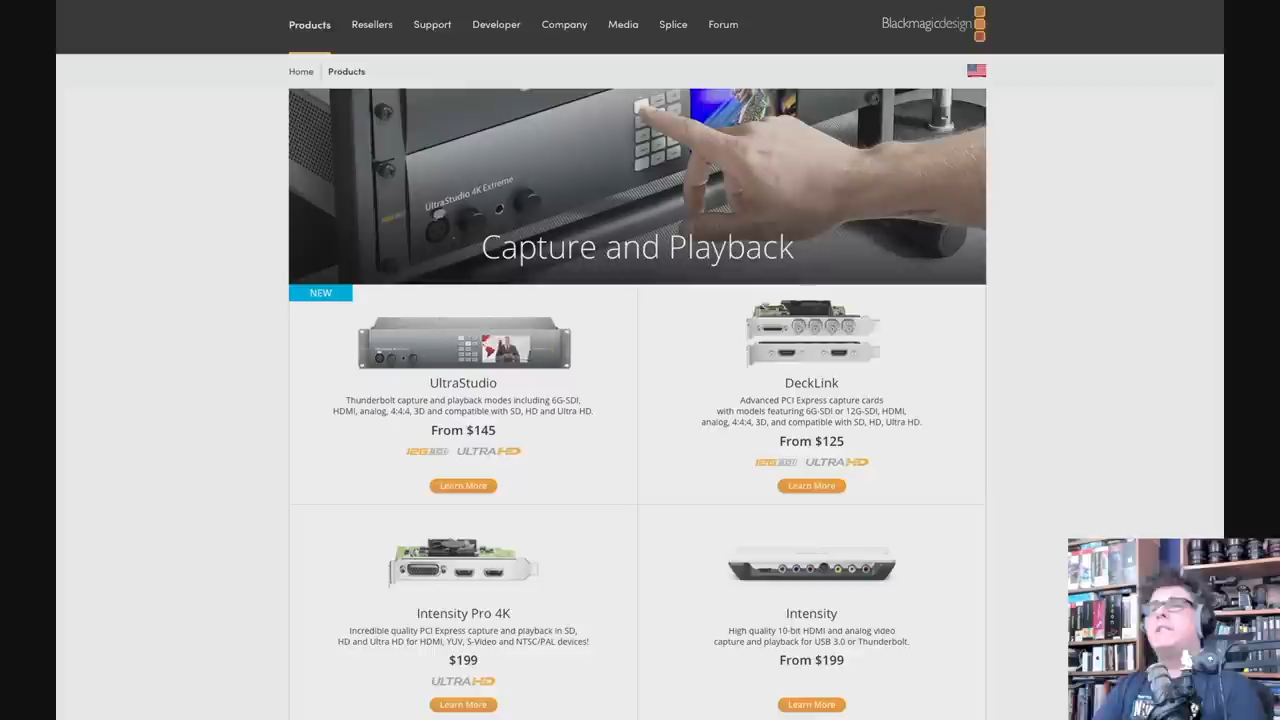 Products Resellers Support Developer Company Media Splice Forum
Blackmagicdesign
Home Products
UltraStudio 4K Extreme
Capture and Playback
NEW
UltraStudio
Thunderbolt capture and playback modes including 6G-SDI,
HDMI, analog, 4:4:4, 3D and compatible with SD, HD and Ultra HD.
From $145
12G SDI ULTRA HD
Learn More
DeckLink
Advanced PCI Express capture cards
with models featuring 6G-SDI or 12G-SDI, HDMI,
analog, 4:4:4, 3D, and compatible with SD, HD, Ultra HD.
From $125
12G SDI ULTRA HD
Learn More
Intensity Pro 4K
Incredible quality PCI Express capture and playback in SD,
HD and Ultra HD for HDMI, YUV, S-Video and NTSC/PAL devices!
$199
ULTRA HD
Learn More
Intensity
High quality 10-bit HDMI and analog video
capture and playback for USB 3.0 or Thunderbolt.
From $199
Learn More